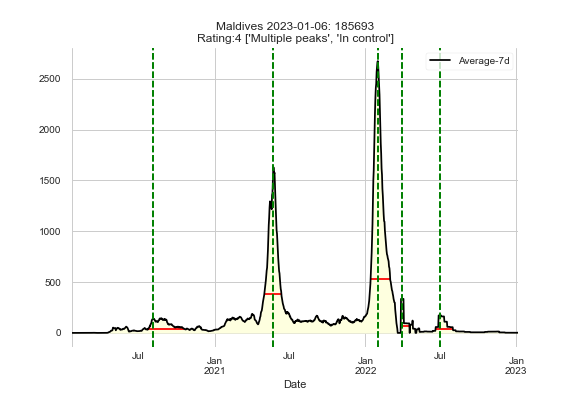 Maldives 2023-01-06: 185693
Rating:4 ['Multiple peaks', 'In control']
Average-7d
2500
2000
1500
1000
500
0
Jul
Jan
2021
Jul
Jan
2022
Jul
Jan
2023
Date